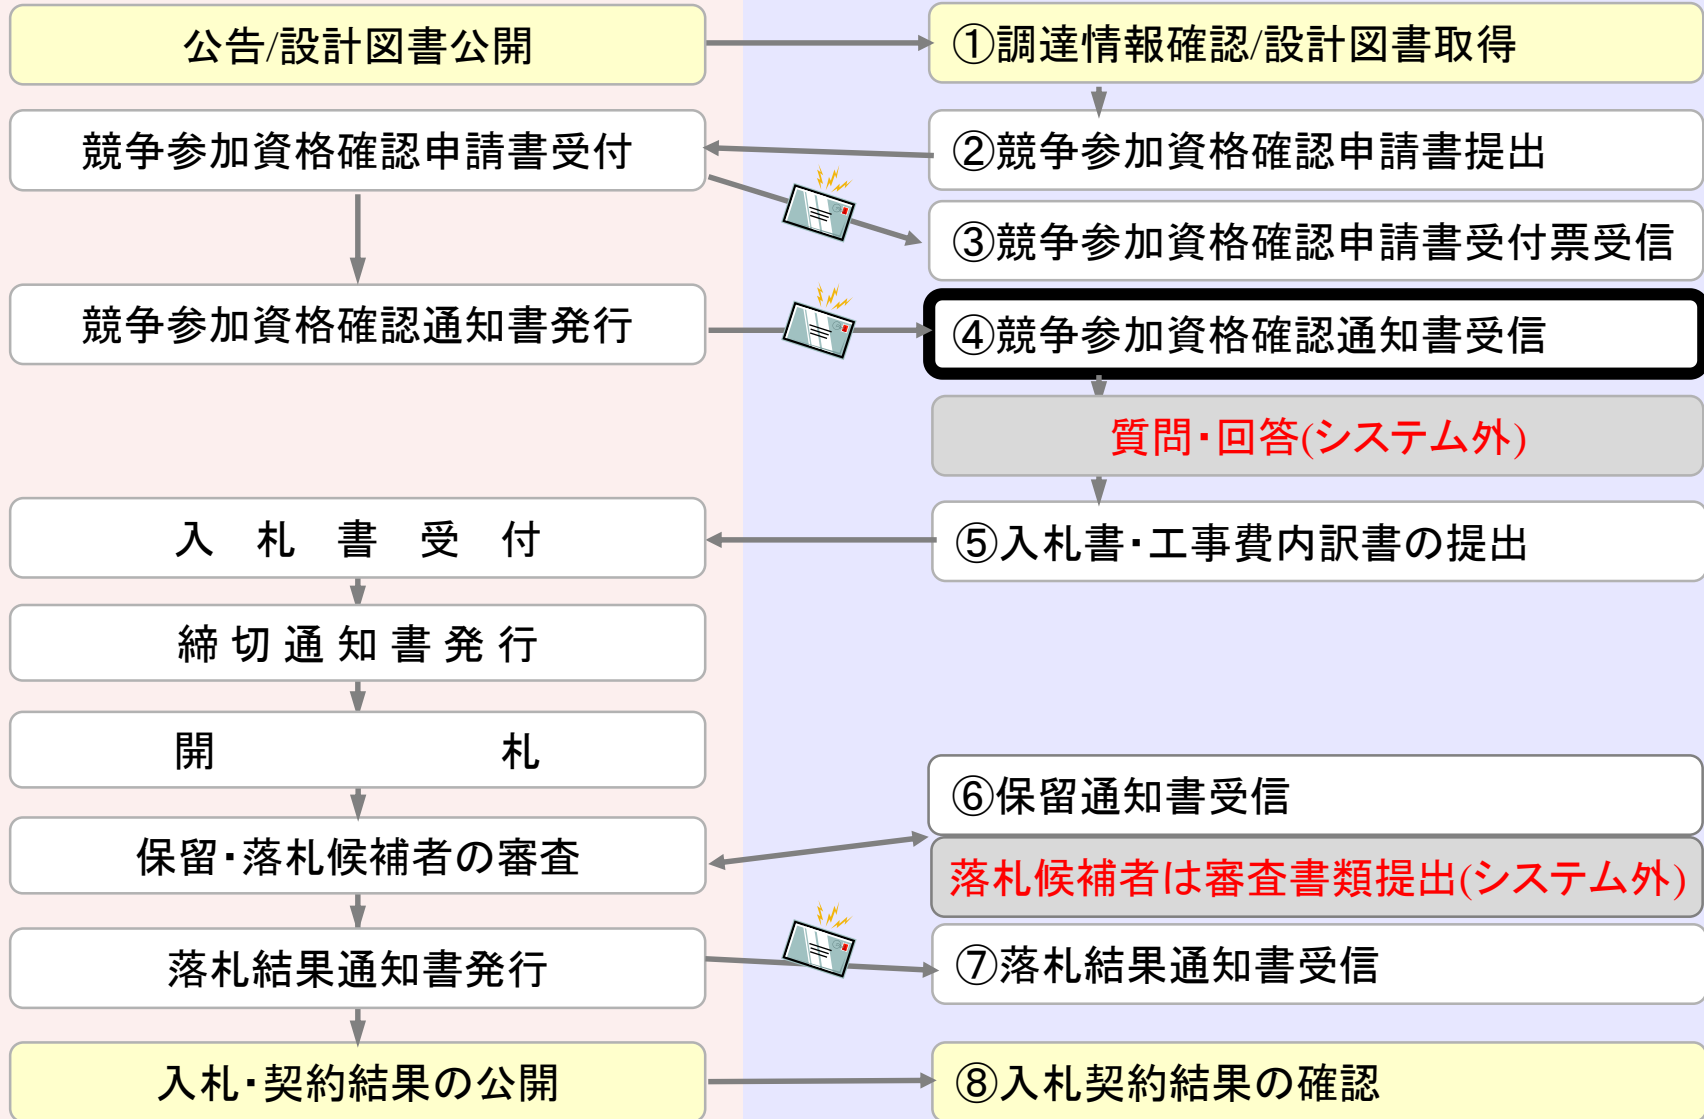 公告/設計図書公開
①調達情報確認/設計図書取得
競争参加資格確認申請書受付
②競争参加資格確認申請書提出
③競争参加資格確認申請書受付票受信
競争参加資格確認通知書発行
④競争参加資格確認通知書受信
質問・回答(システム外)
入 札 書 受 付
⑤入札書・工事費内訳書の提出
締 切 通 知 書 発 行
開 札
⑥保留通知書受信
保留・落札候補者の審査
落札候補者は審査書類提出(システム外)
落札結果通知書発行
⑦落札結果通知書受信
入札・契約結果の公開
⑧入札契約結果の確認